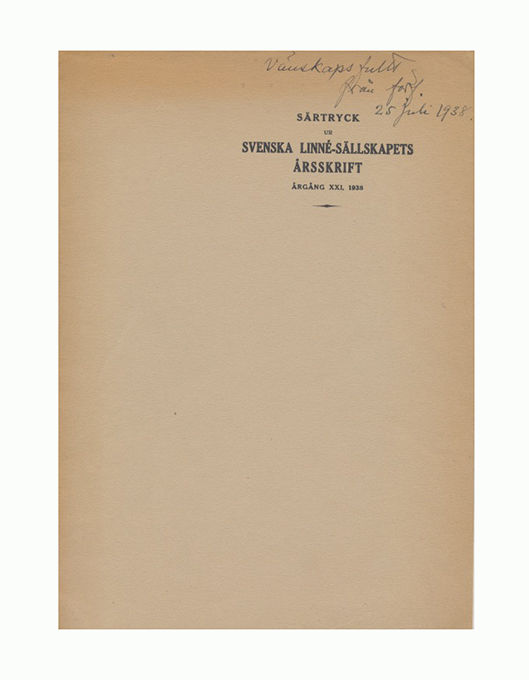 Vänskapsfullt
från förf.
25 juli 1938.
SÄRTRYCK
UR
SVENSKA LINNÉ-SÄLLSKAPETS
ÅRSSKRIFT
ÅRGÅNG XXI, 1938